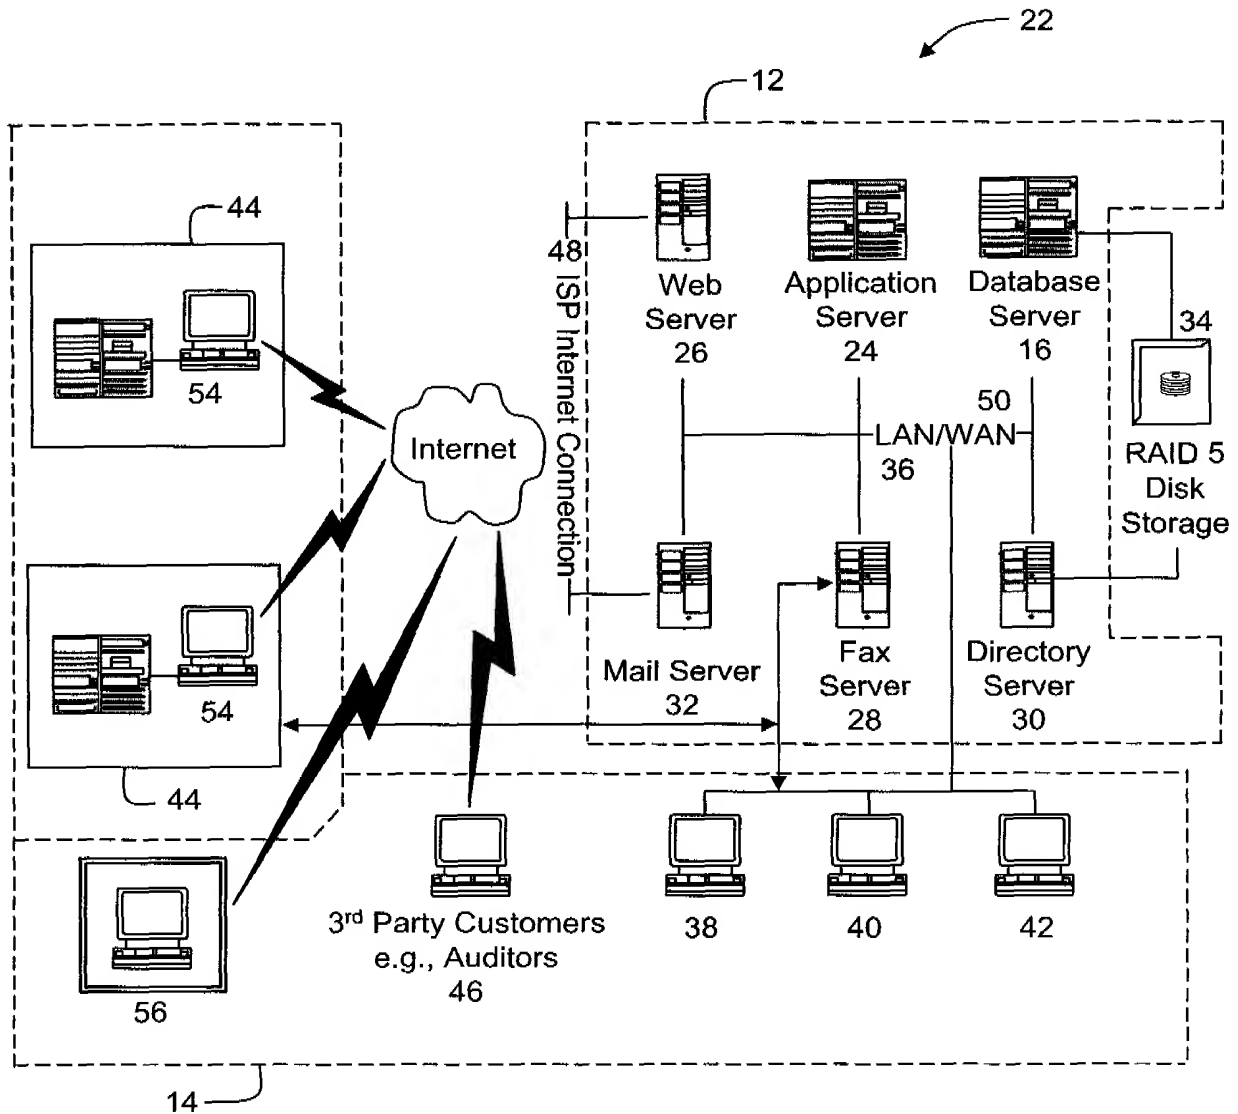 22
12
44
48
ISP Internet Connection
Web
Server
26
Application
Server
24
Database
Server
16
34
RAID 5
Disk
Storage
54
Internet
50
LAN/WAN
36
54
44
Mail Server
32
Fax
Server
28
Directory
Server
30
56
3rd Party Customers
e.g., Auditors
46
38
40
42
14